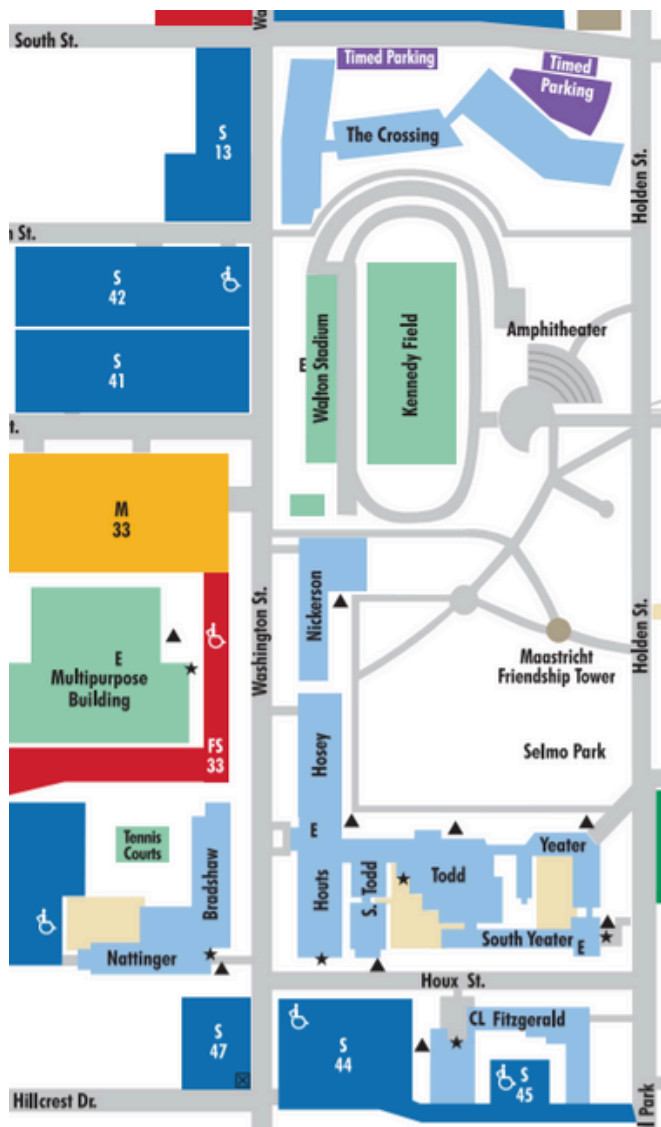 Wa
South St.
Timed Parking
Timed
Parking
S
13
The Crossing
Holden St.
n St.
S
42
S
41
E
Walton Stadium
Kennedy Field
Amphitheater
t.
M
33
Washington St.
Nickerson
E
Multipurpose
Building
Maastricht
Friendship Tower
Holden St.
FS
33
Hosey
Selmo Park
Tennis
Courts
Bradshaw
E
Houts
S. Todd
Todd
Yeater
South Yeater
E
Nattinger
Houx St.
S
47
S
44
CL Fitzgerald
S
45
Hillcrest Dr.
l Park